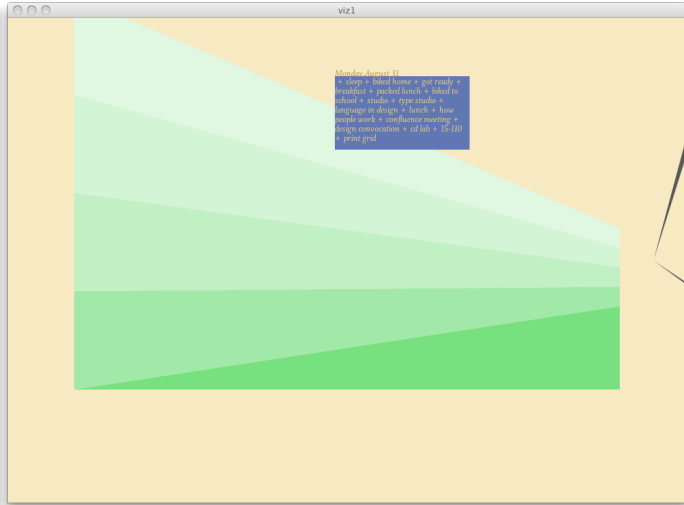 viz1
Monday August 31
+ sleep + biked home + got ready +
breakfast + packed lunch + biked to
school + studio + type studio +
language in design + lunch + how
people work + confluence meeting +
design convocation + cd lab + 15-110
+ print grid